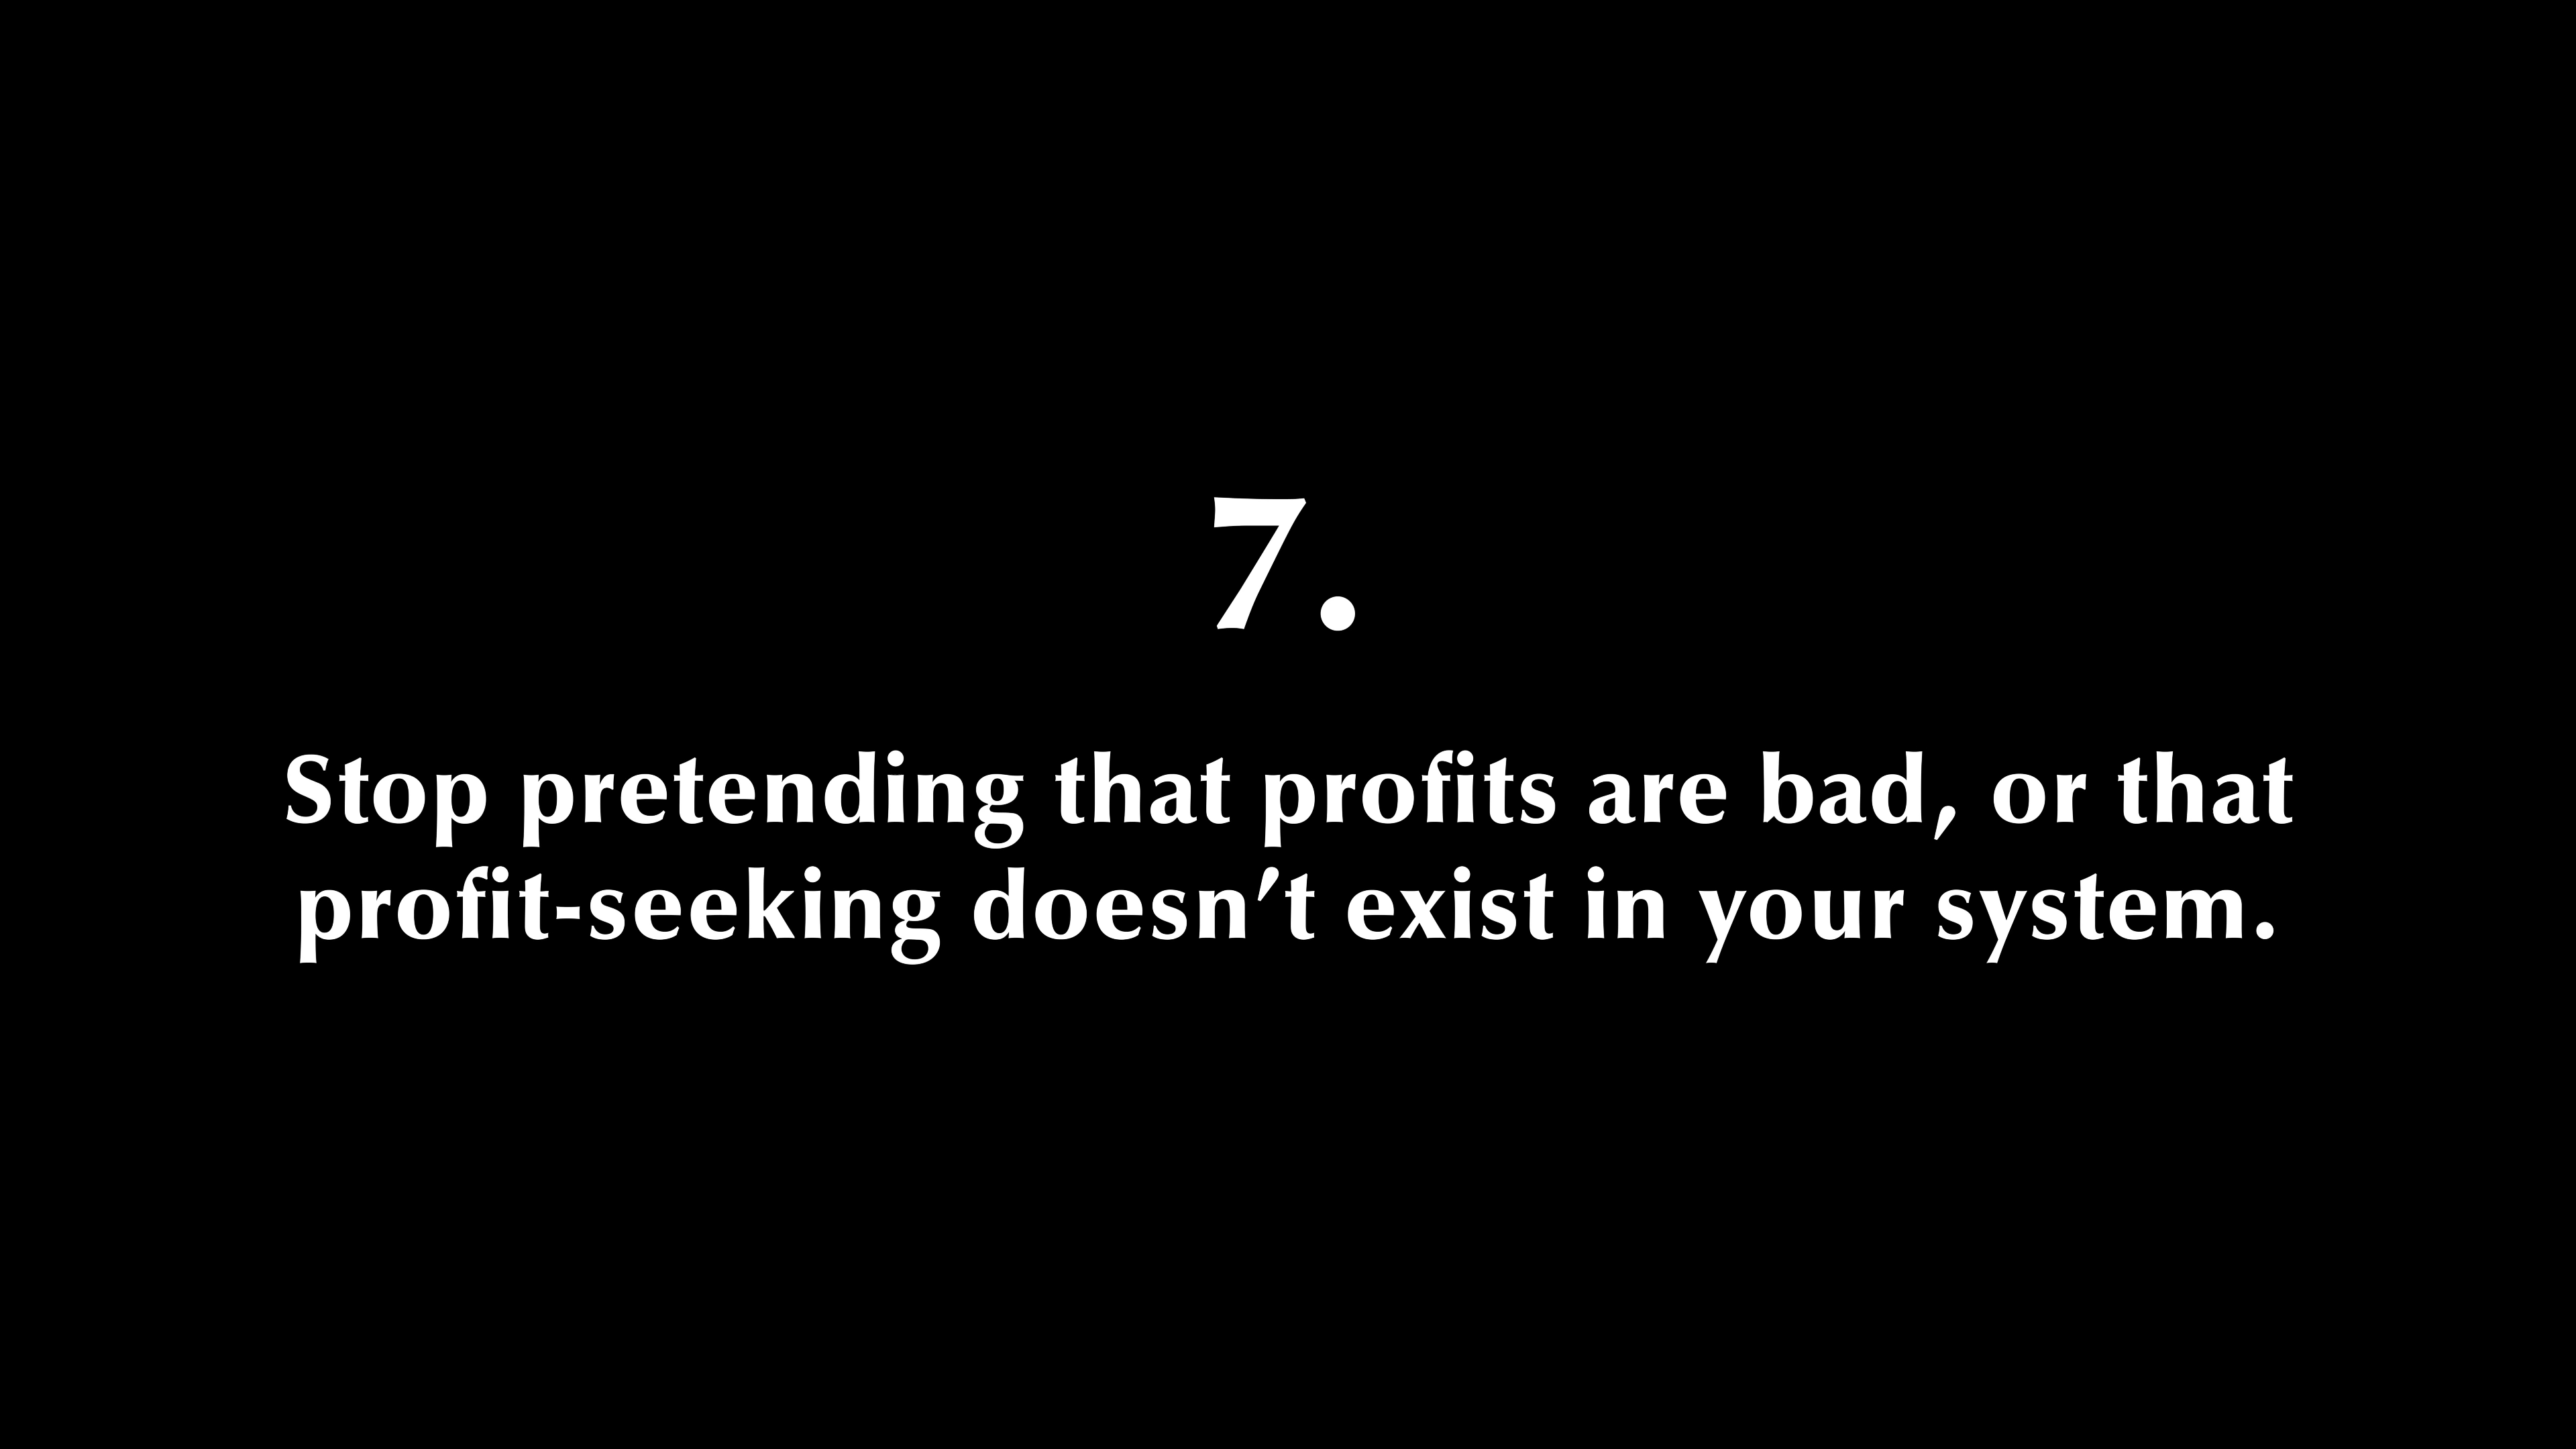 7.
Stop pretending that profits are bad, or that
profit-seeking doesn’t exist in your system.